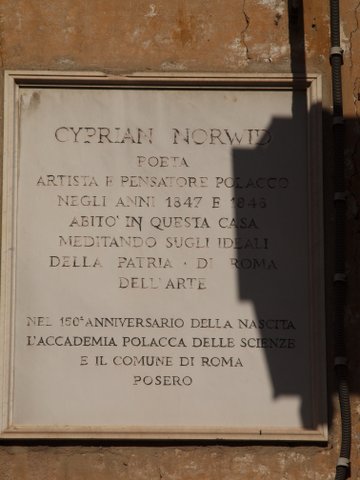 CYPRIAN NORWID
POETA
ARTISTA E PENSATORE POLACCO
NEGLI ANNI 1847 E 1848
ABITO' IN QUESTA CASA
MEDITANDO SUGLI IDEALI
DELLA PATRIA · DI ROMA
DELL'ARTE
NEL 150° ANNIVERSARIO DELLA NASCITA
L'ACCADEMIA POLACCA DELLE SCIENZE
E IL COMUNE DI ROMA
POSERO